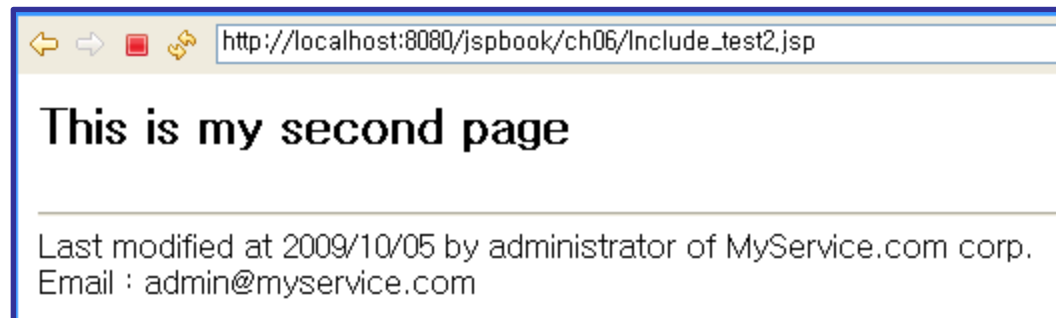 http://localhost:8080/jspbook/ch06/Include_test2.jsp
This is my second page
Last modified at 2009/10/05 by administrator of MyService.com corp.
Email : admin@myservice.com